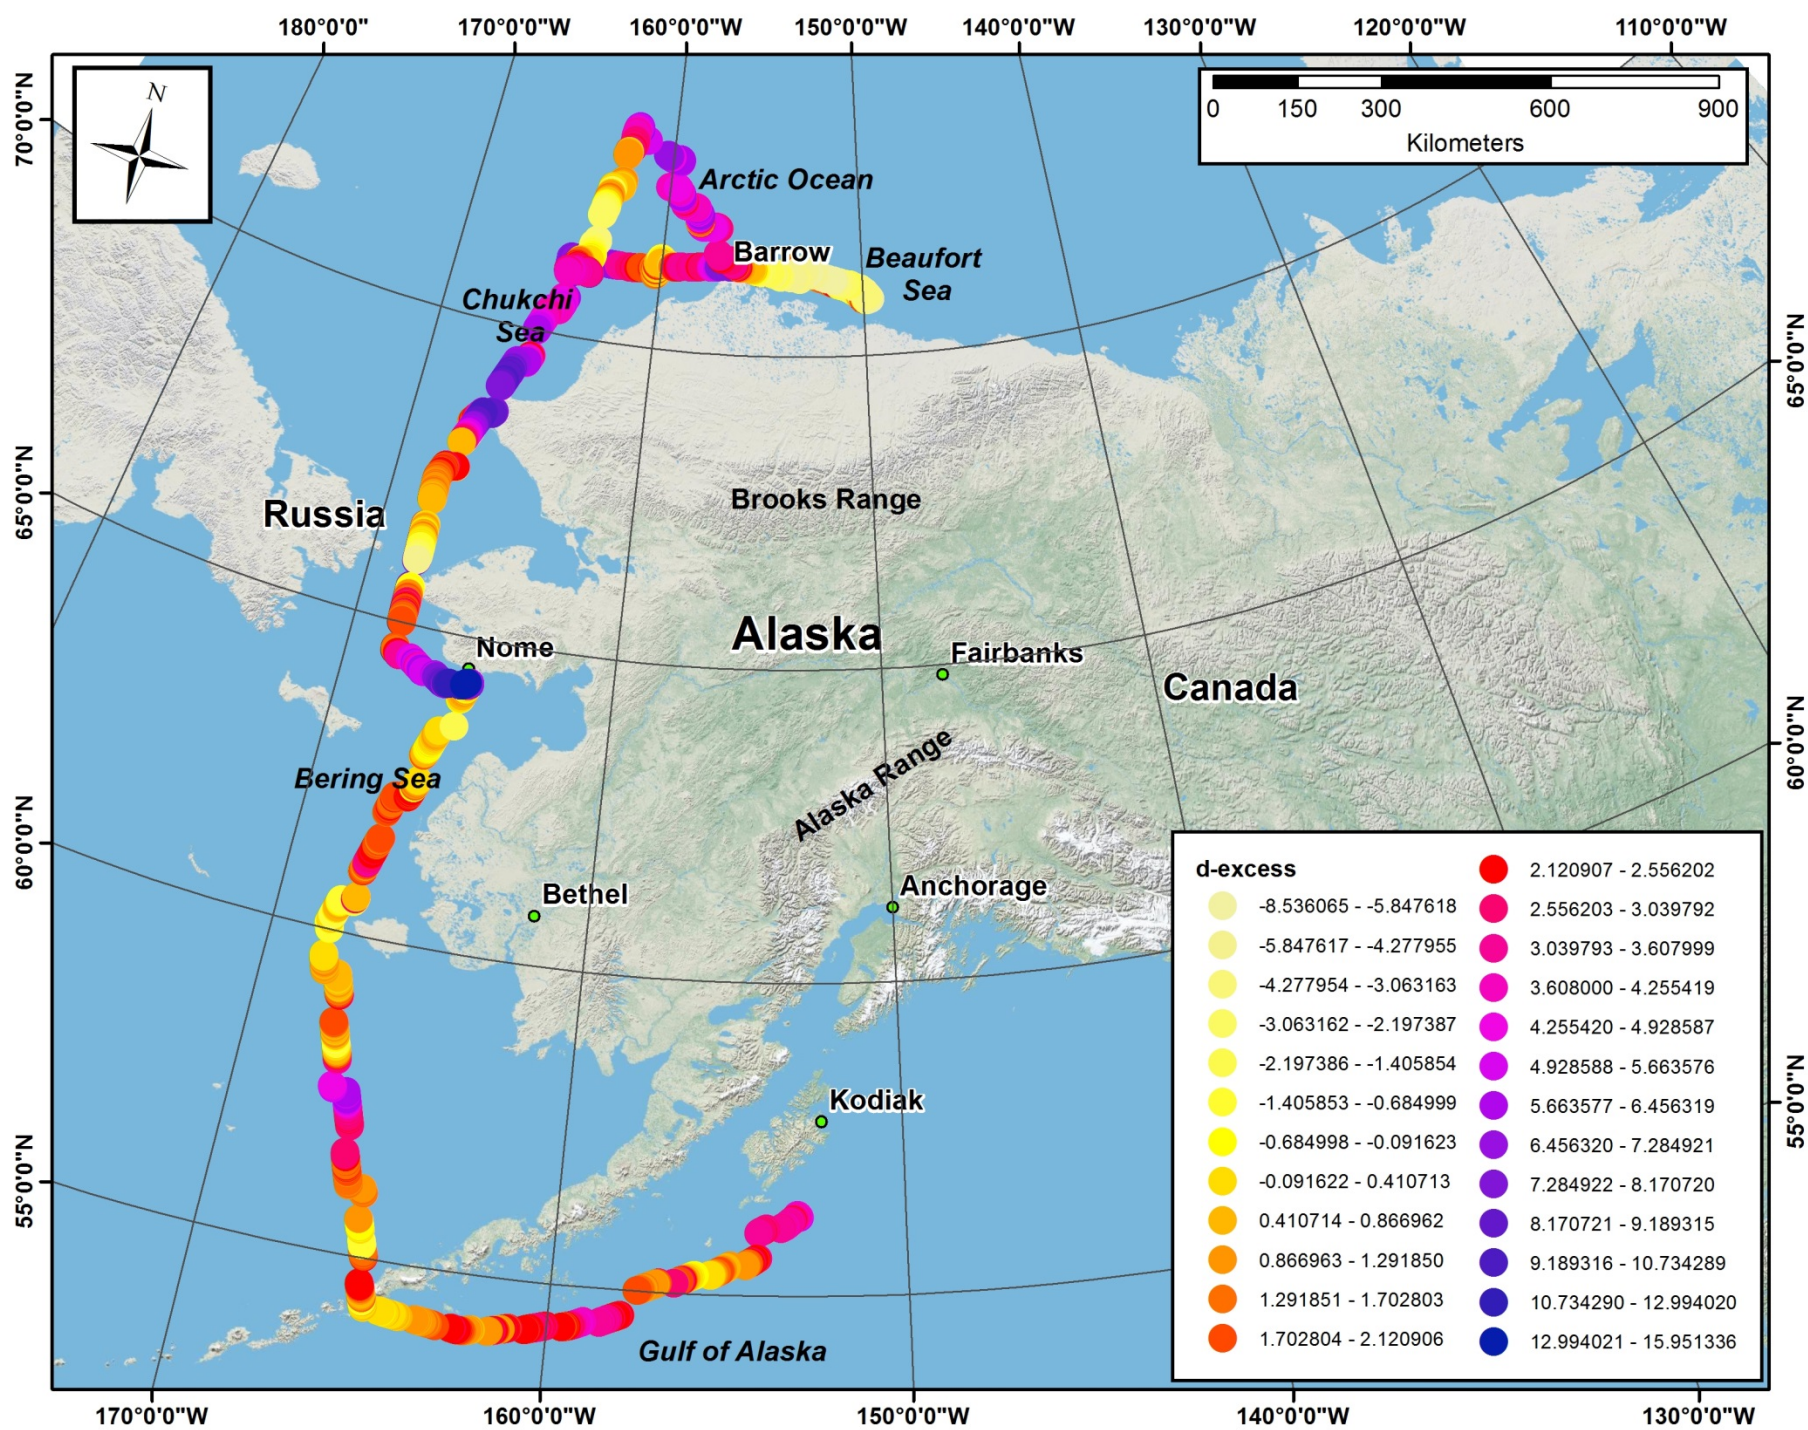 180°0'0"
170°0'0"W
160°0'0"W
150°0'0"W
140°0'0"W
130°0'0"W
120°0'0"W
110°0'0"W
70°0'0"N
N
0 150 300 600 900
Kilometers
Arctic Ocean
Barrow
Beaufort
Sea
Chukchi
Sea
65°0'0"N
65°0'0"N
Brooks Range
Russia
Alaska
Nome
Fairbanks
Canada
60°0'0"N
Alaska Range
Bering Sea
60°0'0"N
Bethel
Anchorage
Kodiak
55°0'0"N
55°0'0"N
Gulf of Alaska
d-excess
-8.536065 - -5.847618
-5.847617 - -4.277955
-4.277954 - -3.063163
-3.063162 - -2.197387
-2.197386 - -1.405854
-1.405853 - -0.684999
-0.684998 - -0.091623
-0.091622 - 0.410713
0.410714 - 0.866962
0.866963 - 1.291850
1.291851 - 1.702803
1.702804 - 2.120906
2.120907 - 2.556202
2.556203 - 3.039792
3.039793 - 3.607999
3.608000 - 4.255419
4.255420 - 4.928587
4.928588 - 5.663576
5.663577 - 6.456319
6.456320 - 7.284921
7.284922 - 8.170720
8.170721 - 9.189315
9.189316 - 10.734289
10.734290 - 12.994020
12.994021 - 15.951336
170°0'0"W
160°0'0"W
150°0'0"W
140°0'0"W
130°0'0"W